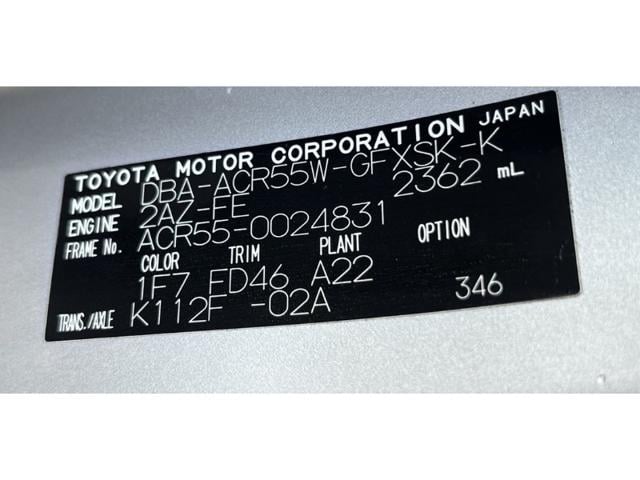 TOYOTA MOTOR CORPORATION JAPAN
MODEL DBA-ACR55W-GFXSK-K
ENGINE 2AZ-FE 2362 mL
FRAME No. ACR55-0024831
COLOR TRIM PLANT OPTION
1F7 FD46 A22
TRANS./AXLE K112F -02A 346